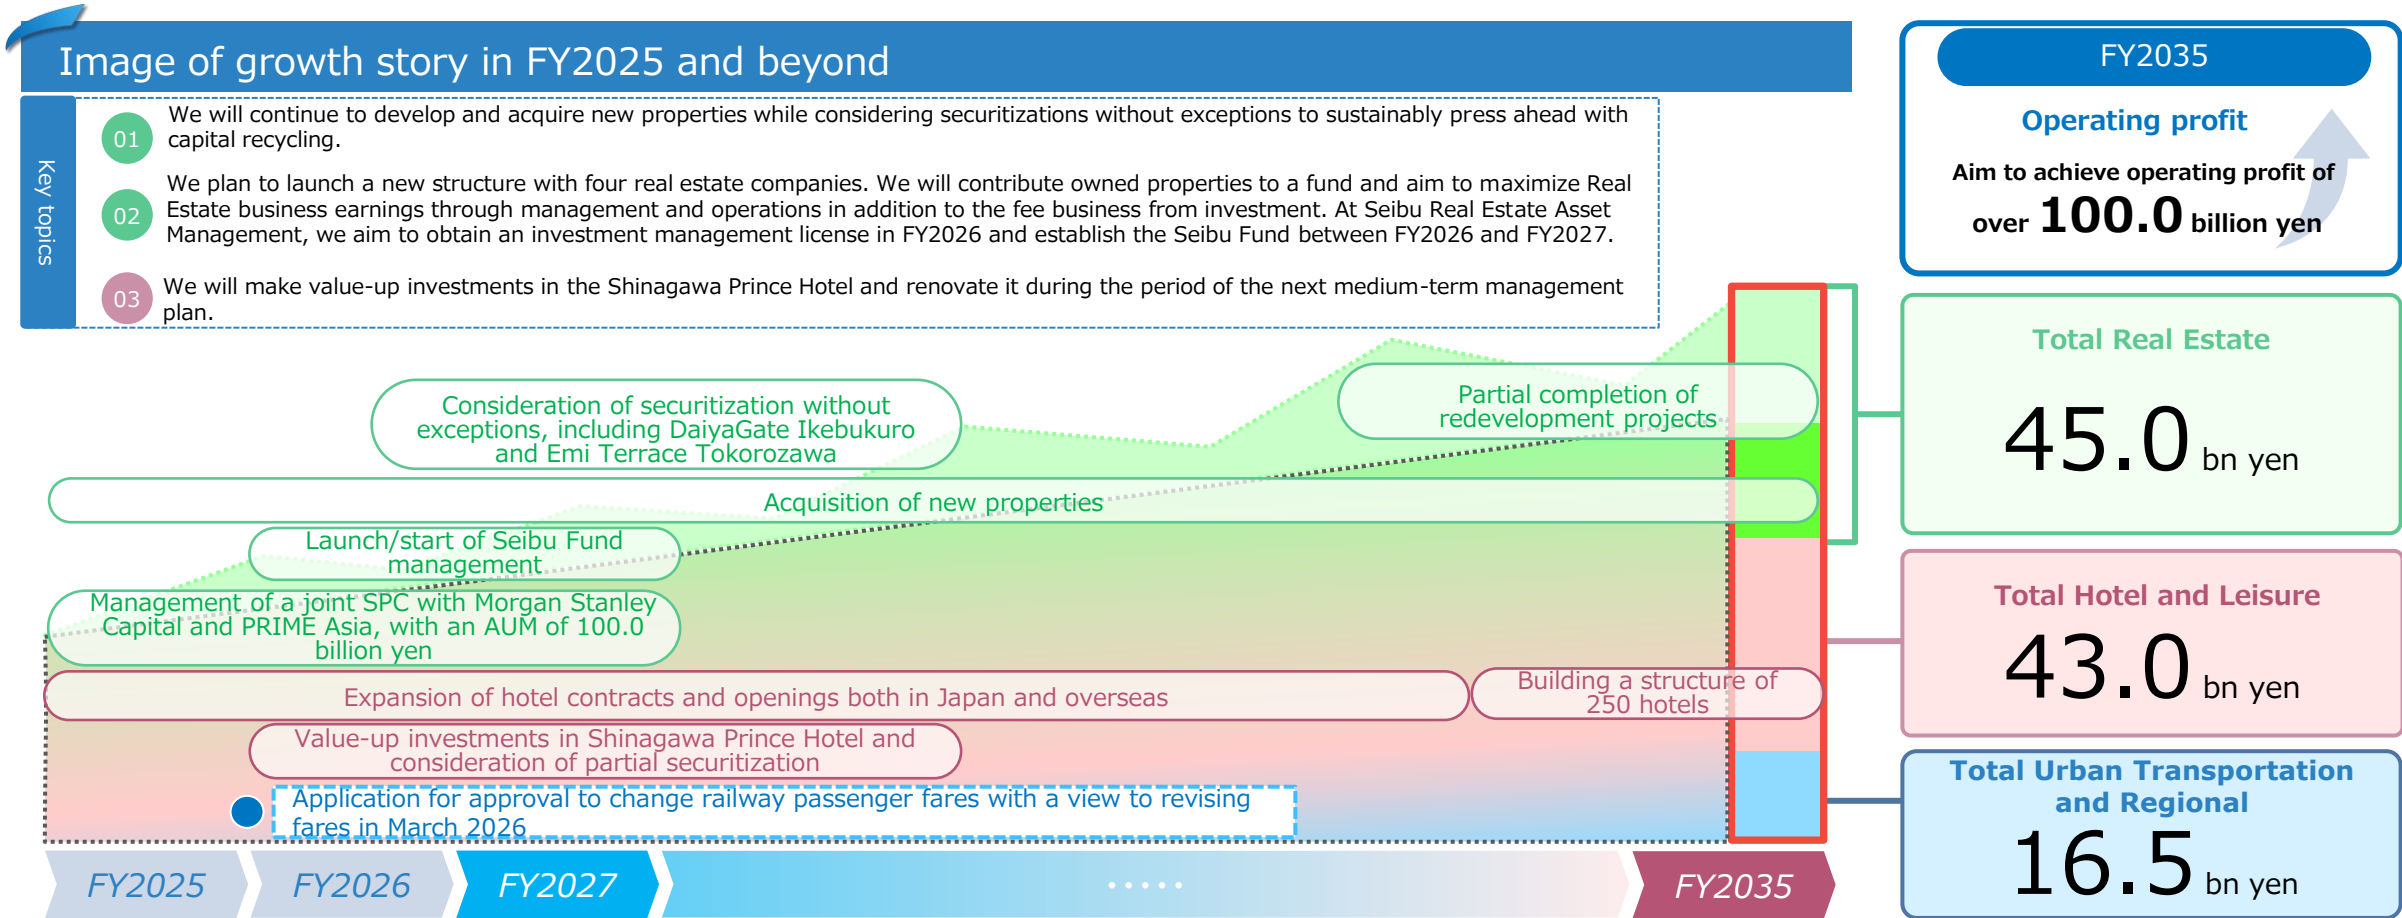 Image of growth story in FY2025 and beyond
Key topics
01
We will continue to develop and acquire new properties while considering securitizations without exceptions to sustainably press ahead with
capital recycling.
02
We plan to launch a new structure with four real estate companies. We will contribute owned properties to a fund and aim to maximize Real
Estate business earnings through management and operations in addition to the fee business from investment. At Seibu Real Estate Asset
Management, we aim to obtain an investment management license in FY2026 and establish the Seibu Fund between FY2026 and FY2027.
03
We will make value-up investments in the Shinagawa Prince Hotel and renovate it during the period of the next medium-term management
plan.
Consideration of securitization without
exceptions, including DaiyaGate Ikebukuro
and Emi Terrace Tokorozawa
Partial completion of
redevelopment projects
Acquisition of new properties
Launch/start of Seibu Fund
management
Management of a joint SPC with Morgan Stanley
Capital and PRIME Asia, with an AUM of 100.0
billion yen
Expansion of hotel contracts and openings both in Japan and overseas
Building a structure of
250 hotels
Value-up investments in Shinagawa Prince Hotel and
consideration of partial securitization
Application for approval to change railway passenger fares with a view to revising
fares in March 2026
FY2025
FY2026
FY2027
.....
FY2035
FY2035
Operating profit
Aim to achieve operating profit of
over 100.0 billion yen
Total Real Estate
45.0 bn yen
Total Hotel and Leisure
43.0 bn yen
Total Urban Transportation
and Regional
16.5 bn yen